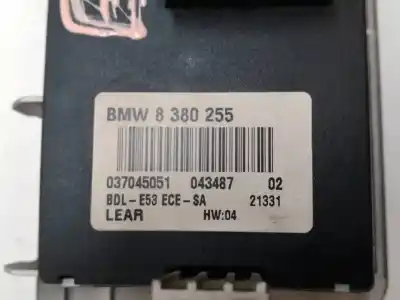 BMW 8 380 255
037045051 043487 02
BDL-E53 ECE-SA 21331
LEAR HW:04